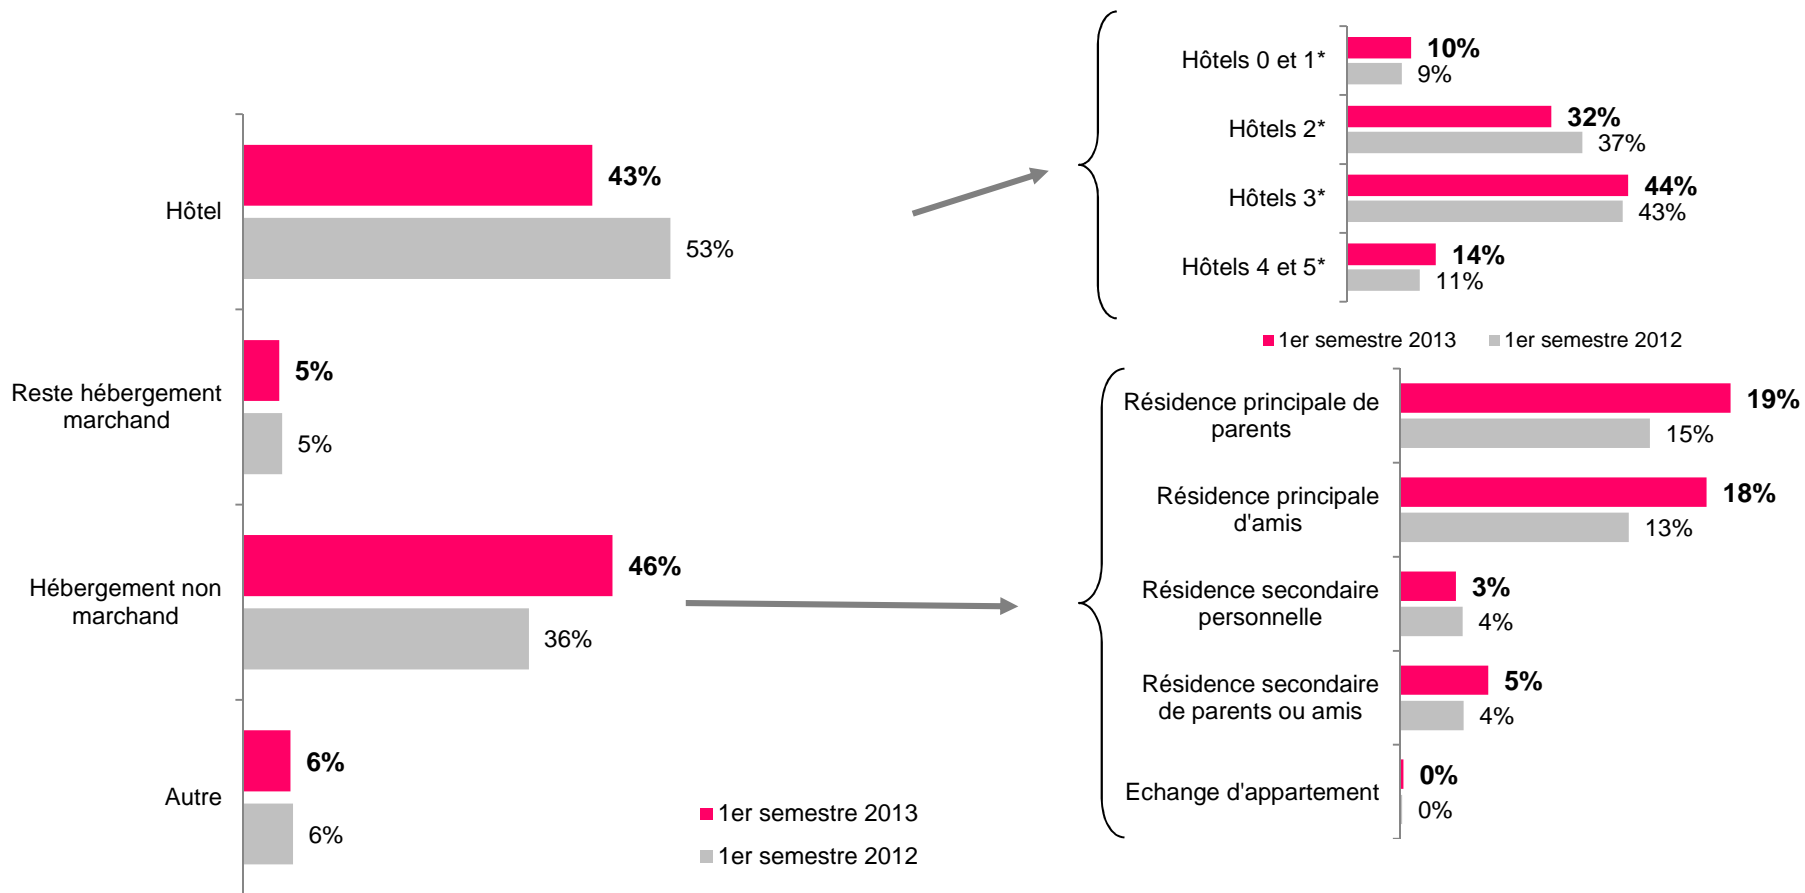 Hôtel
43%
53%
Reste hébergement
marchand
5%
5%
Hébergement non
marchand
46%
36%
Autre
6%
6%
1er semestre 2013
1er semestre 2012
Hôtels 0 et 1*
10%
9%
Hôtels 2*
32%
37%
Hôtels 3*
44%
43%
Hôtels 4 et 5*
14%
11%
1er semestre 2013
1er semestre 2012
Résidence principale de
parents
19%
15%
Résidence principale
d'amis
18%
13%
Résidence secondaire
personnelle
3%
4%
Résidence secondaire
de parents ou amis
5%
4%
Echange d'appartement
0%
0%